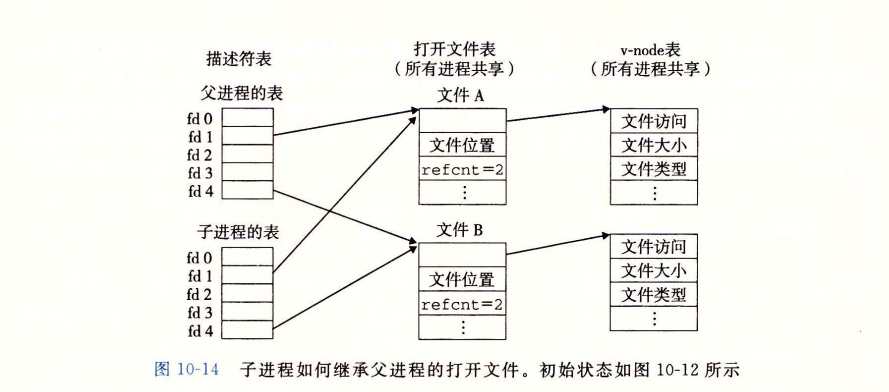 描述符表
打开文件表
（所有进程共享）
v-node表
（所有进程共享）
父进程的表
fd 0
fd 1
fd 2
fd 3
fd 4
文件 A
文件位置
refcnt=2
⋮
文件访问
文件大小
文件类型
⋮
子进程的表
fd 0
fd 1
fd 2
fd 3
fd 4
文件 B
文件位置
refcnt=2
⋮
文件访问
文件大小
文件类型
⋮
图 10-14 子进程如何继承父进程的打开文件。初始状态如图 10-12 所示